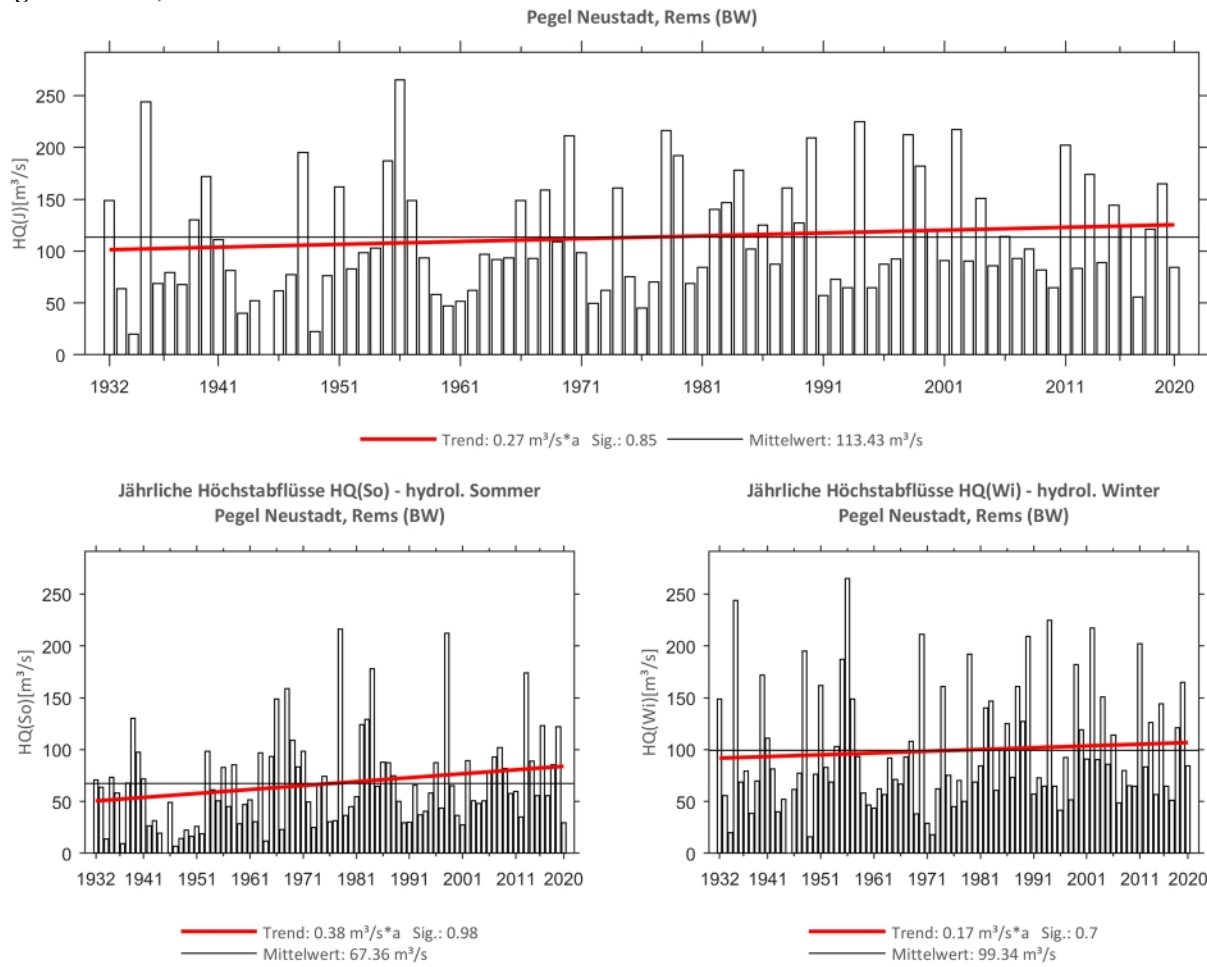 Pegel Neustadt, Rems (BW)
HQ(J)[m³/s]
250
200
150
100
50
0
1932 1941 1951 1961 1971 1981 1991 2001 2011 2020
Trend: 0.27 m³/s*a Sig.: 0.85 Mittelwert: 113.43 m³/s
Jährliche Höchstabflüsse HQ(So) - hydrol. Sommer
Pegel Neustadt, Rems (BW)
HQ(So)[m³/s]
250
200
150
100
50
0
1932 1941 1951 1961 1971 1981 1991 2001 2011 2020
Trend: 0.38 m³/s*a Sig.: 0.98
Mittelwert: 67.36 m³/s
Jährliche Höchstabflüsse HQ(Wi) - hydrol. Winter
Pegel Neustadt, Rems (BW)
HQ(Wi)[m³/s]
250
200
150
100
50
0
1932 1941 1951 1961 1971 1981 1991 2001 2011 2020
Trend: 0.17 m³/s*a Sig.: 0.7
Mittelwert: 99.34 m³/s